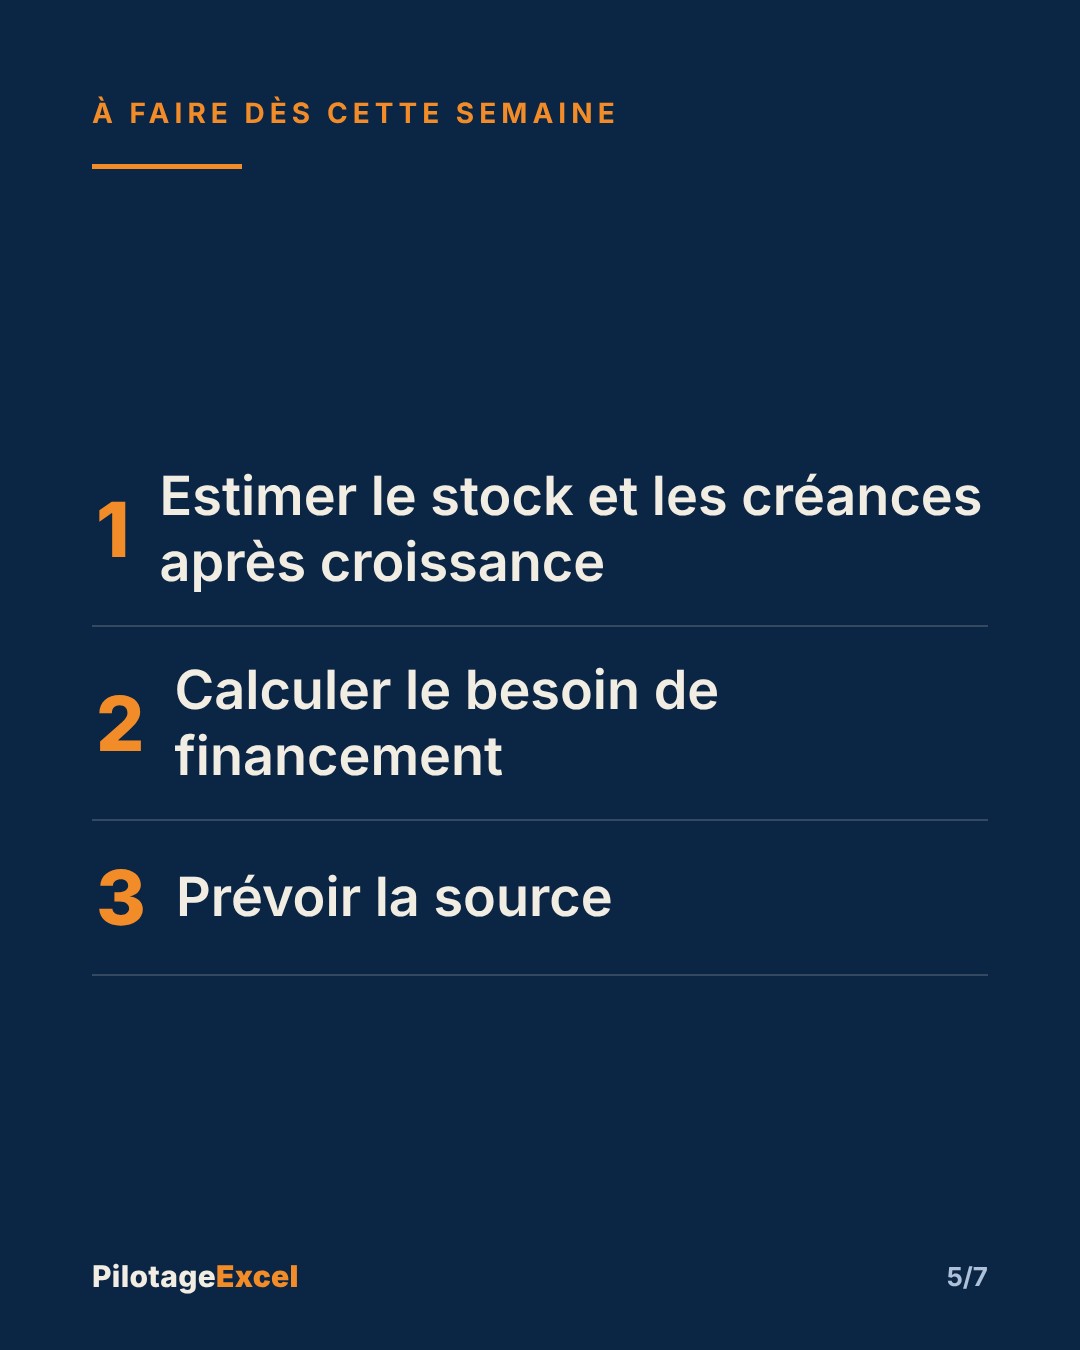 À FAIRE DÈS CETTE SEMAINE
1 Estimer le stock et les créances
après croissance
2 Calculer le besoin de
financement
3 Prévoir la source
PilotageExcel
5/7